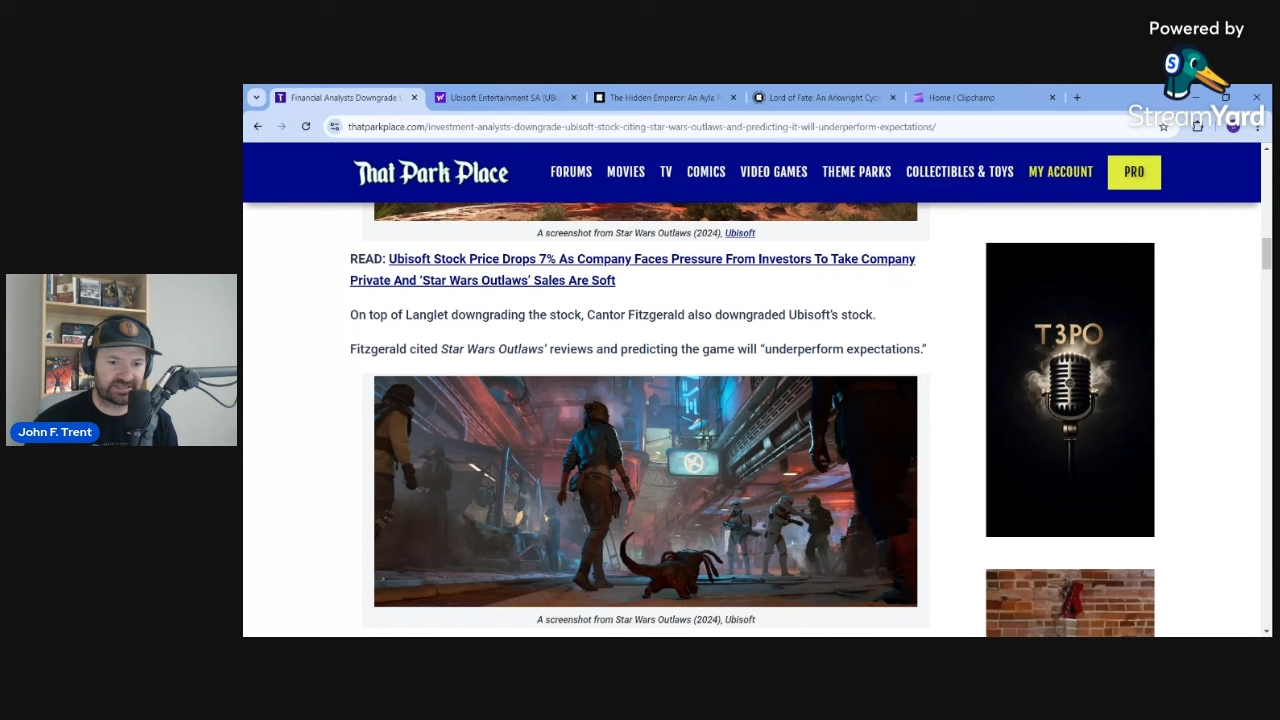 Powered by
StreamYard
Financial Analysts Downgrade
Ubisoft Entertainment SA (UBI
The Hidden Emperor: An Ayla
Lord of Fate: An Arkwright Cyc
Home | Clipchamp
thatparkplace.com/investment-analysts-downgrade-ubisoft-stock-citing-star-wars-outlaws-and-predicting-it-will-underperform-expectations/
That Park Place
FORUMS MOVIES TV COMICS VIDEO GAMES THEME PARKS COLLECTIBLES & TOYS MY ACCOUNT PRO
A screenshot from Star Wars Outlaws (2024), Ubisoft
READ: Ubisoft Stock Price Drops 7% As Company Faces Pressure From Investors To Take Company
Private And ‘Star Wars Outlaws’ Sales Are Soft
On top of Langlet downgrading the stock, Cantor Fitzgerald also downgraded Ubisoft’s stock.
Fitzgerald cited Star Wars Outlaws’ reviews and predicting the game will “underperform expectations.”
T3PO
John F. Trent
A screenshot from Star Wars Outlaws (2024), Ubisoft